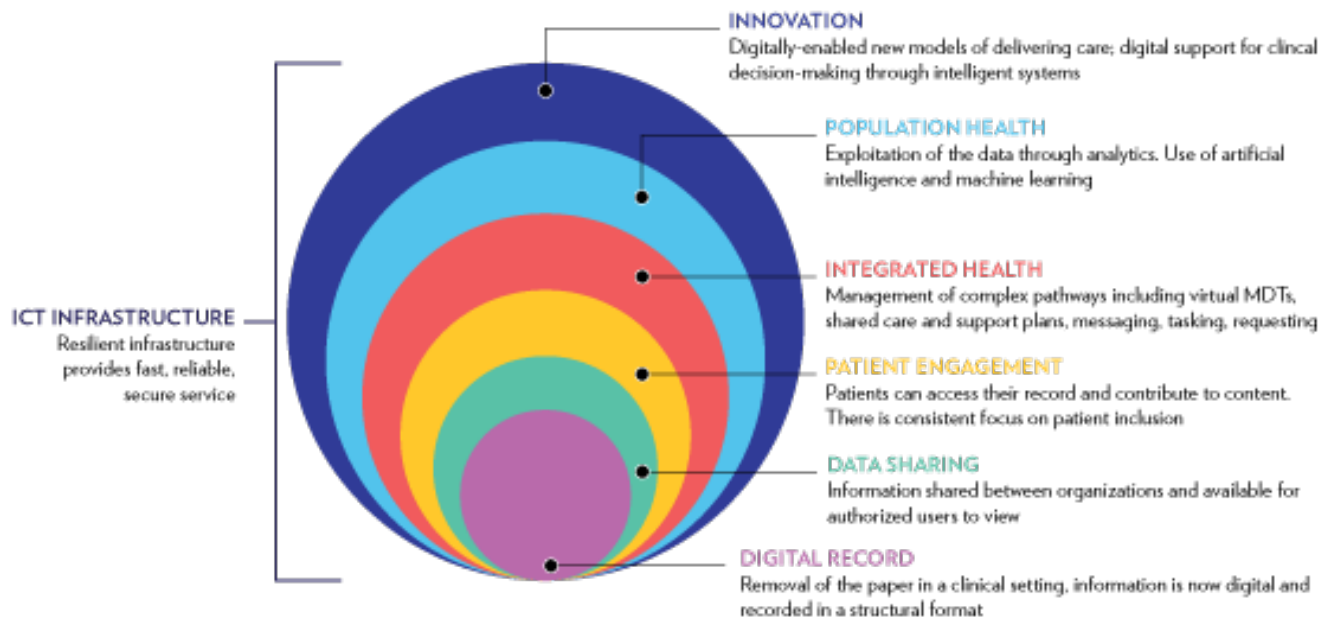 INNOVATION
Digitally-enabled new models of delivering care; digital support for clincal
decision-making through intelligent systems
POPULATION HEALTH
Exploitation of the data through analytics. Use of artificial
intelligence and machine learning
INTEGRATED HEALTH
Management of complex pathways including virtual MDTs,
shared care and support plans, messaging, tasking, requesting
ICT INFRASTRUCTURE
Resilient infrastructure
provides fast, reliable,
secure service
PATIENT ENGAGEMENT
Patients can access their record and contribute to content.
There is consistent focus on patient inclusion
DATA SHARING
Information shared between organizations and available for
authorized users to view
DIGITAL RECORD
Removal of the paper in a clinical setting, information is now digital and
recorded in a structural format